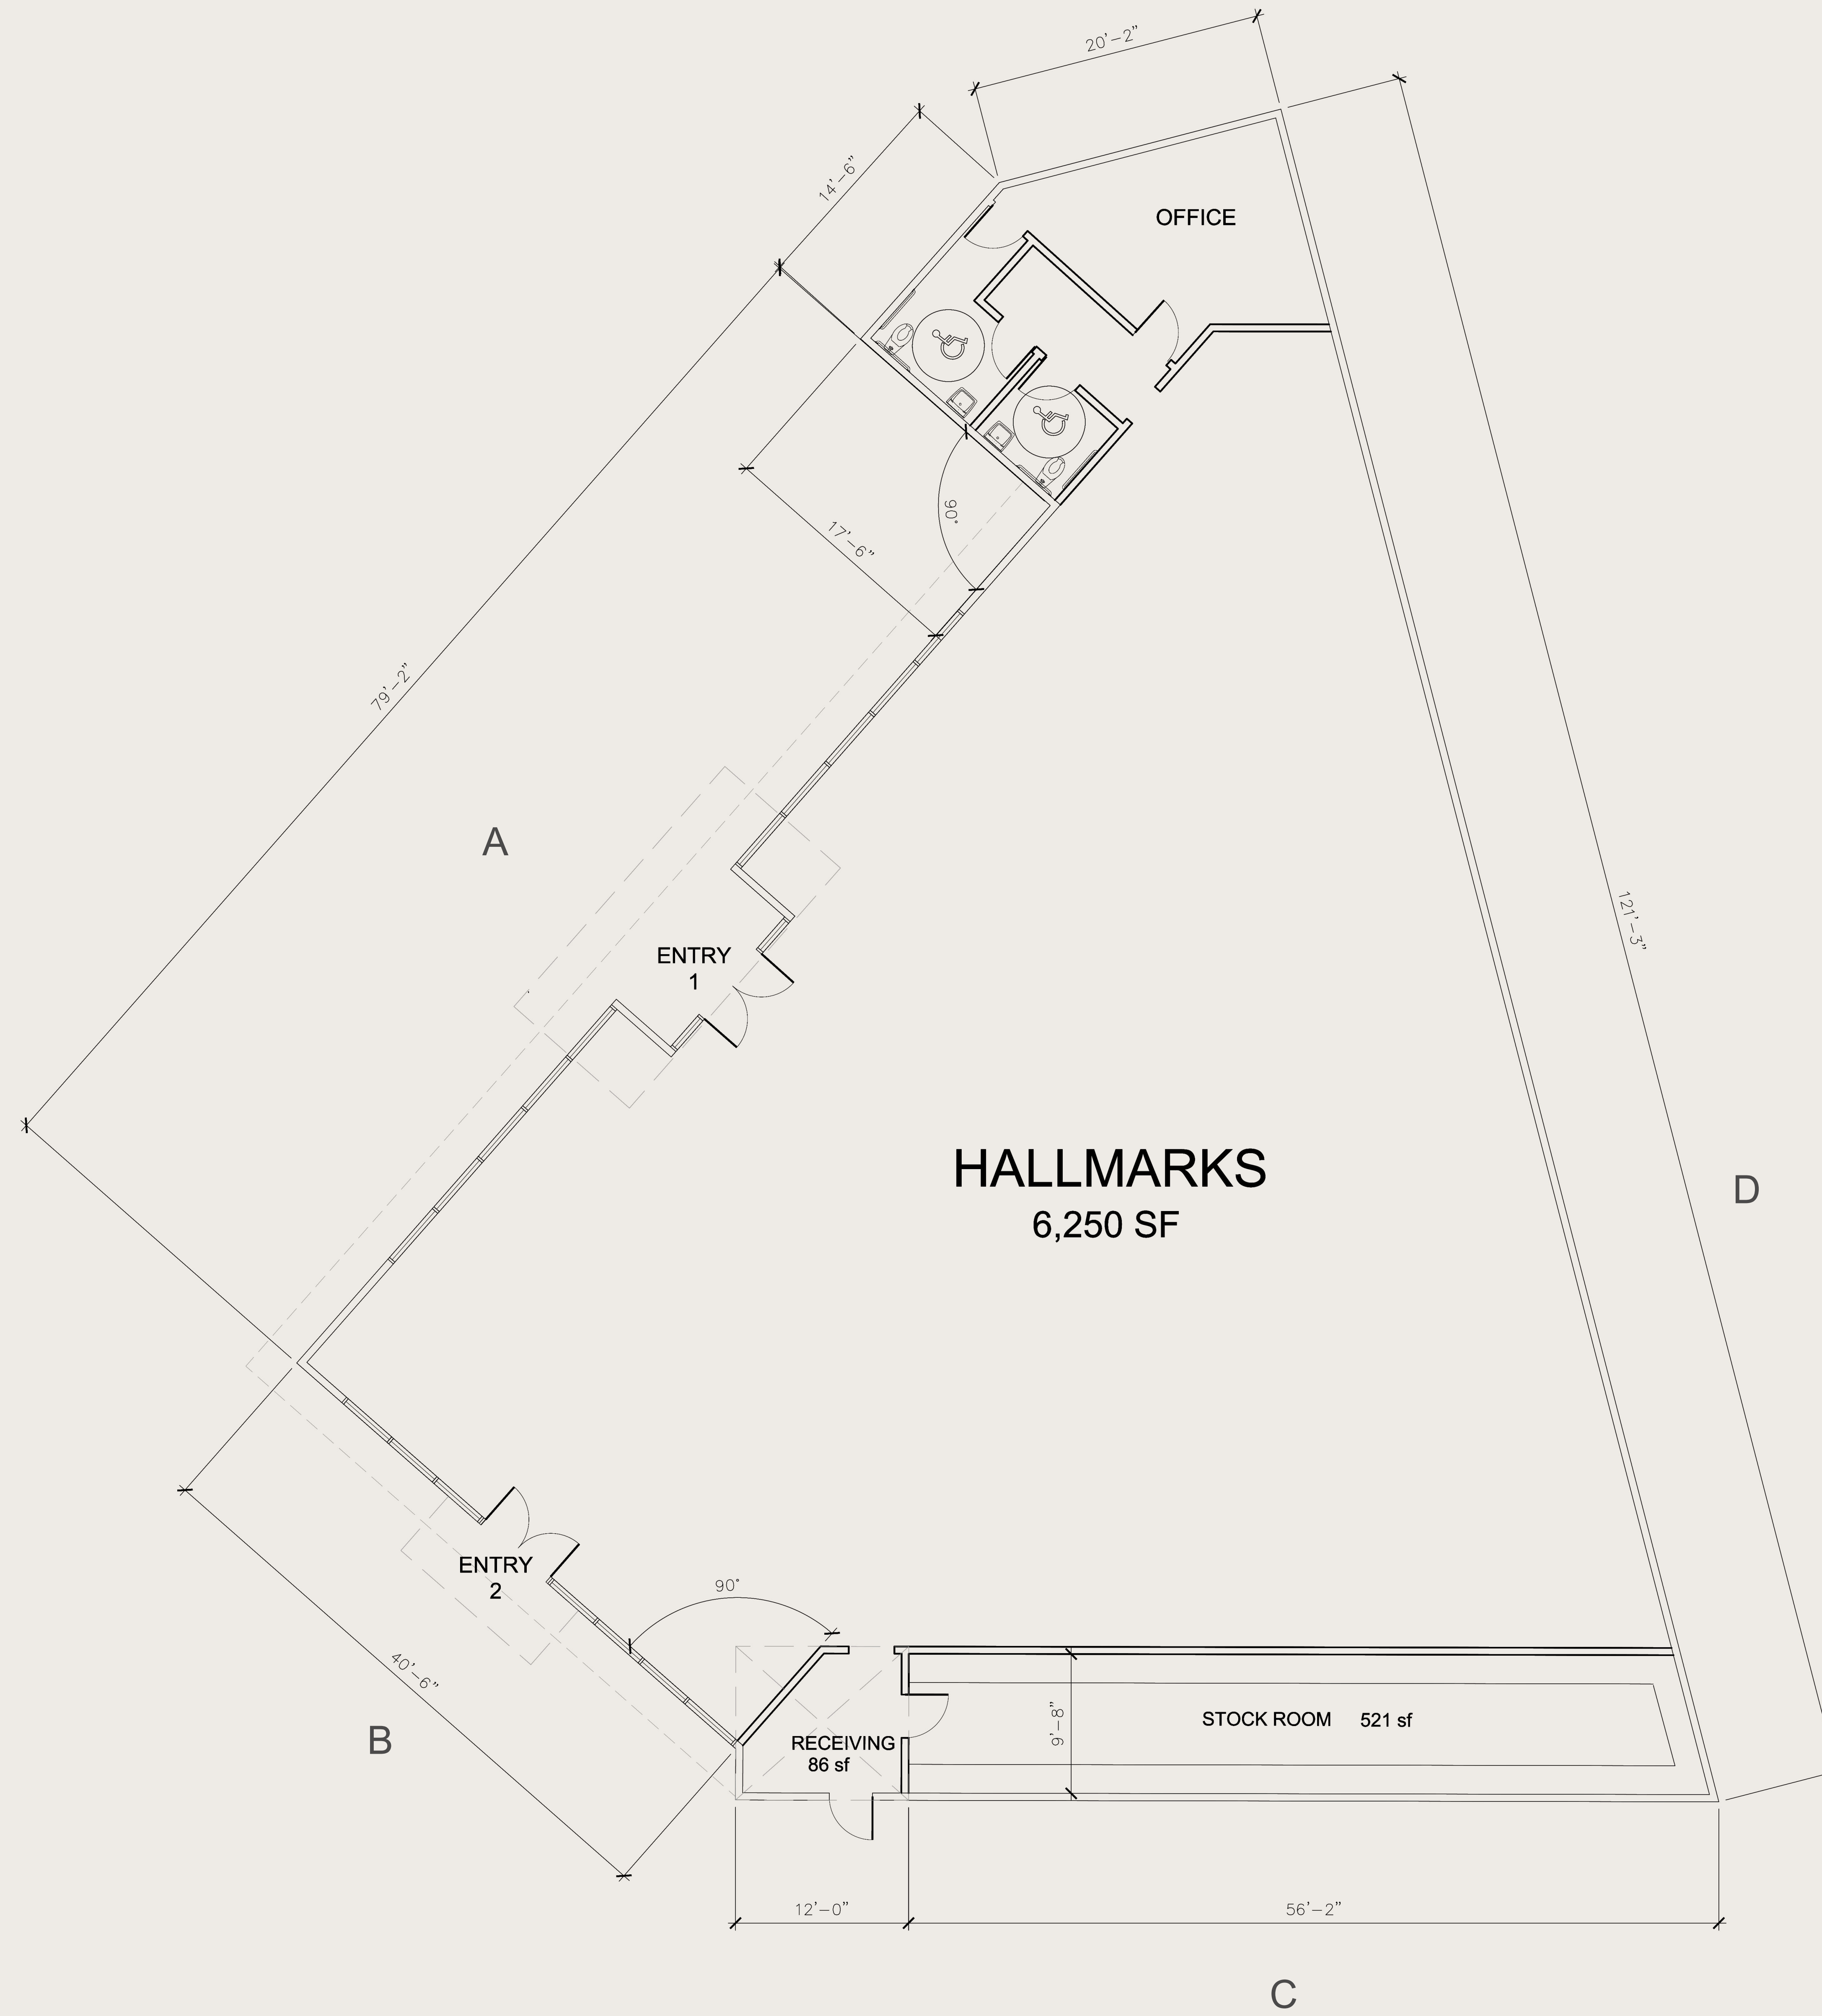 20'-2"
14'-6"
OFFICE
90°
17'-6"
79'-2"
A
121'-3"
ENTRY
1
HALLMARKS
6,250 SF
D
ENTRY
2
90°
40'-6"
B
RECEIVING
86 sf
9'-8"
STOCK ROOM 521 sf
12'-0"
56'-2"
C